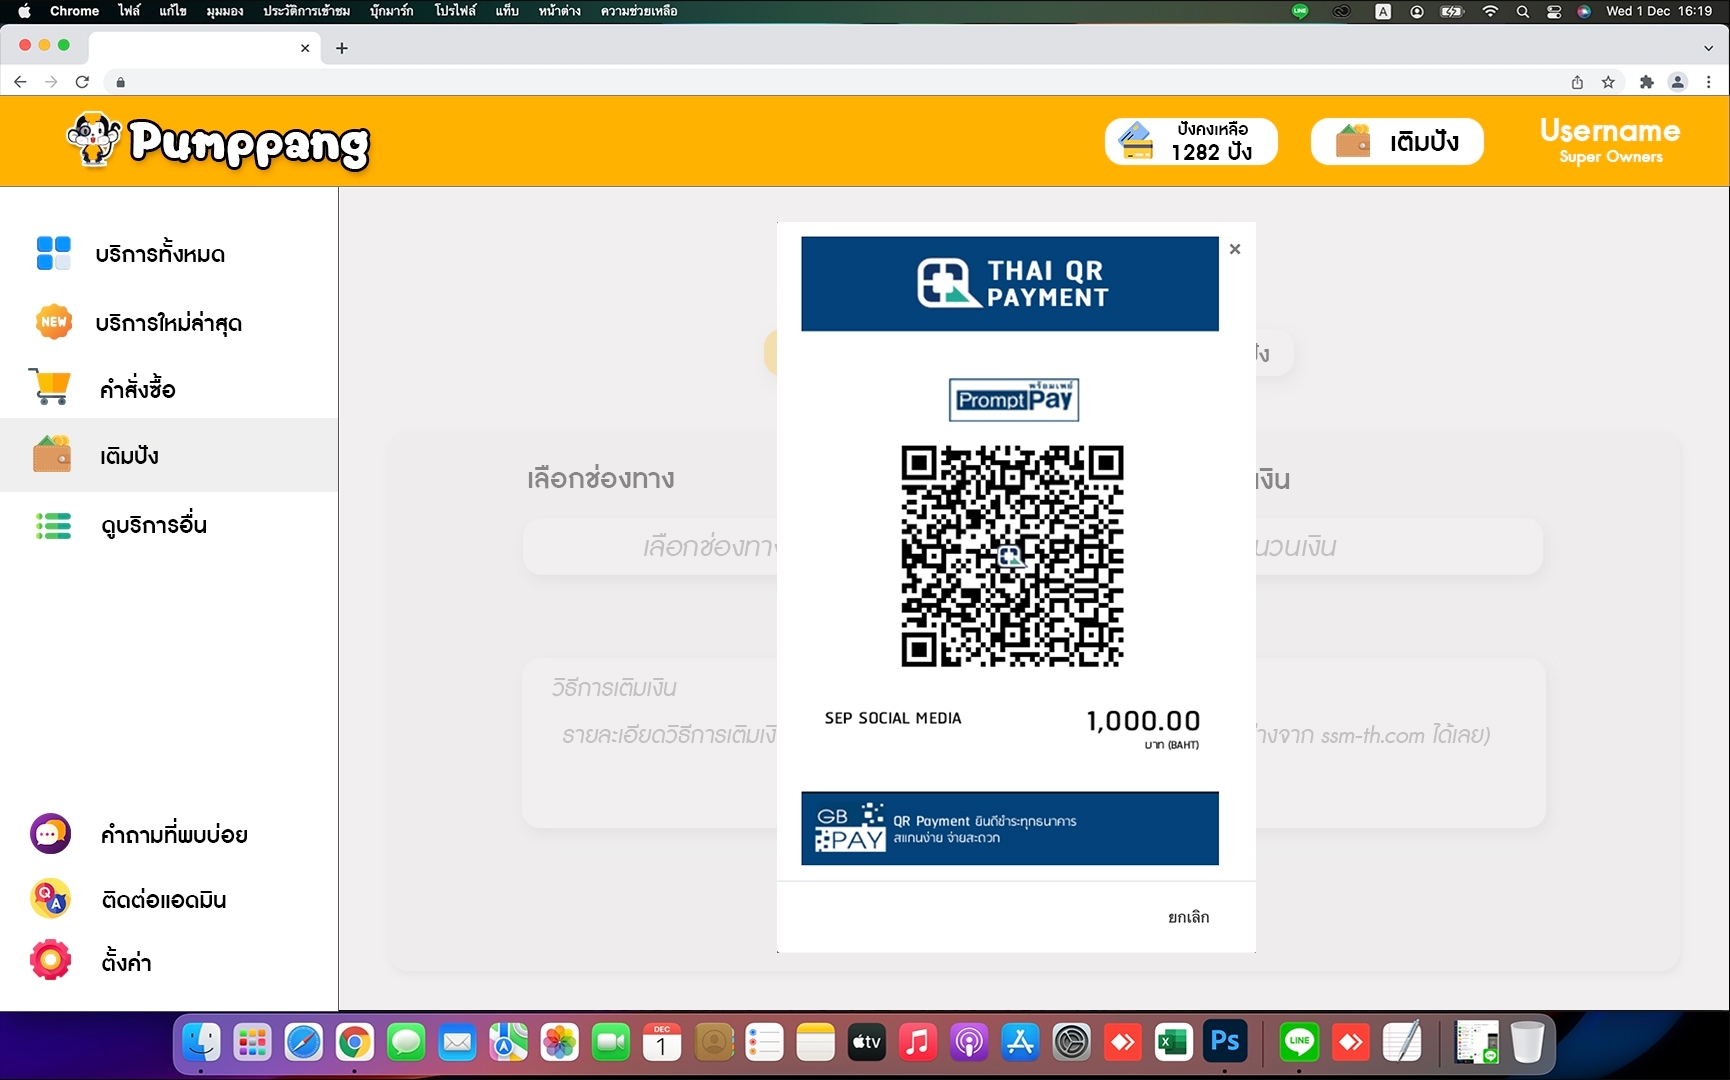 Chrome ไฟล์ แก้ไข มุมมอง ประวัติการเข้าชม บุ๊กมาร์ก โปรไฟล์ แท็บ หน้าต่าง ความช่วยเหลือ
LINE A Wed 1 Dec 16:19
Pumppang
ปังคงเหลือ
1282 ปัง
เติมปัง
Username
Super Owners
บริการทั้งหมด
NEW บริการใหม่ล่าสุด
คำสั่งซื้อ
เติมปัง
ดูบริการอื่น
คำถามที่พบบ่อย
Q A ติดต่อแอดมิน
ตั้งค่า
เลือกช่องทาง
เลือกช่องทาง
วิธีการเติมเงิน
รายละเอียดวิธีการเติมเงิ
ปัง
เงิน
นวนเงิน
างจาก ssm-th.com ได้เลย)
×
THAI QR
PAYMENT
พร้อมเพย์
PromptPay
SEP SOCIAL MEDIA
1,000.00
บาท (BAHT)
GB
PAY
QR Payment ยินดีชำระทุกธนาคาร
สแกนง่าย จ่ายสะดวก
ยกเลิก
DEC
1
tv
Ps
LINE